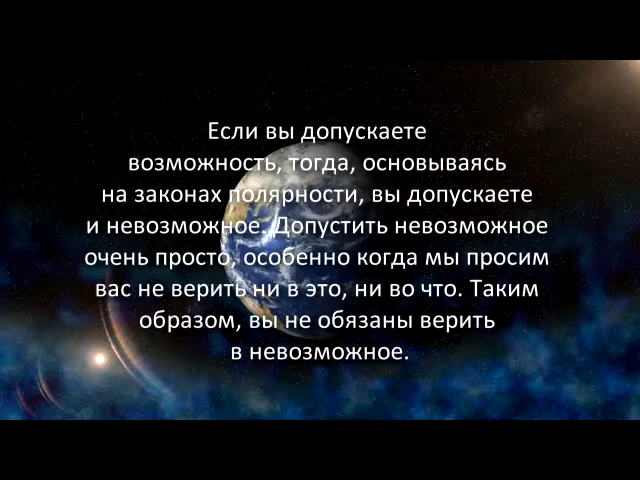 Если вы допускаете
возможность, тогда, основываясь
на законах полярности, вы допускаете
и невозможное. Допустить невозможное
очень просто, особенно когда мы просим
вас не верить ни в это, ни во что. Таким
образом, вы не обязаны верить
в невозможное.